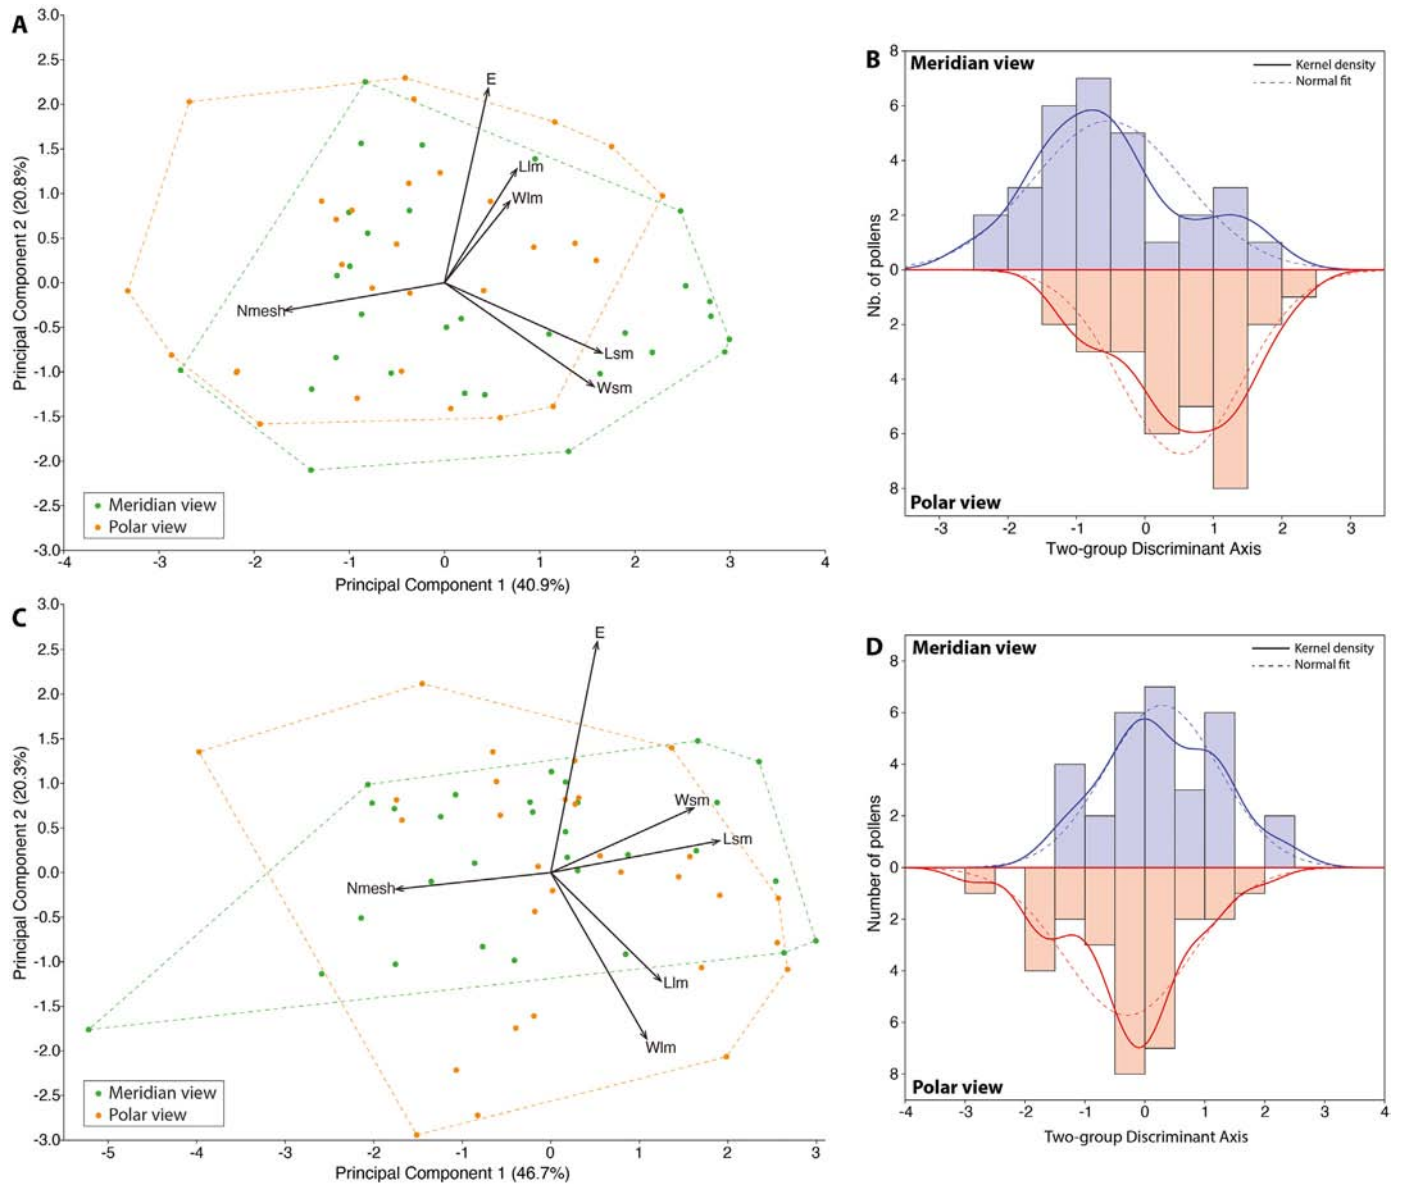 A
3.0
2.5
2.0
1.5
1.0
0.5
0.0
-0.5
-1.0
-1.5
-2.0
-2.5
-3.0
Principal Component 2 (20.8%)
E
Llm
Wlm
Nmesh
Lsm
Wsm
Meridian view
Polar view
-4 -3 -2 -1 0 1 2 3 4
Principal Component 1 (40.9%)
B
Meridian view
Kernel density
Normal fit
8
6
4
2
0
2
4
6
8
Nb. of pollens
Polar view
-3 -2 -1 0 1 2 3
Two-group Discriminant Axis
C
3.0
2.5
2.0
1.5
1.0
0.5
0.0
-0.5
-1.0
-1.5
-2.0
-2.5
-3.0
Principal Component 2 (20.3%)
E
Wsm
Lsm
Nmesh
Llm
Wlm
Meridian view
Polar view
-5 -4 -3 -2 -1 0 1 2 3
Principal Component 1 (46.7%)
D
Meridian view
Kernel density
Normal fit
8
6
4
2
0
2
4
6
8
Number of pollens
Polar view
-4 -3 -2 -1 0 1 2 3 4
Two-group Discriminant Axis